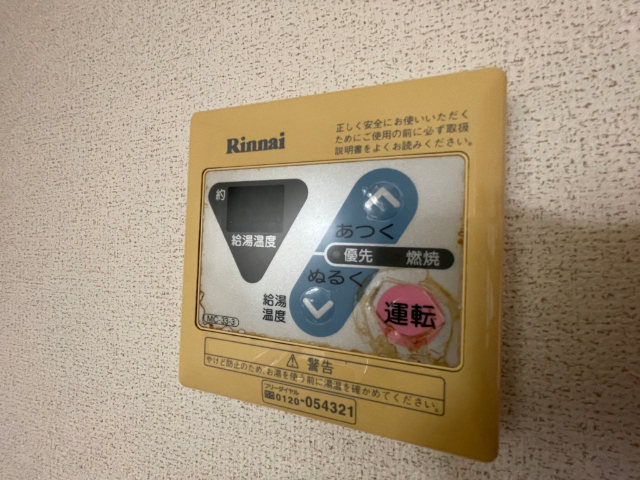 Rinnai
正しく安全にお使いいただく
ためにご使用の前に必ず取扱
説明書をよくお読みください。
約
給湯温度
あつく
優先 燃焼
ぬるく
給湯
温度
運転
MC-33-3
警告
やけど防止のため、お湯を使う前に湯温を確かめてください。
フリーダイヤル
0120-054321